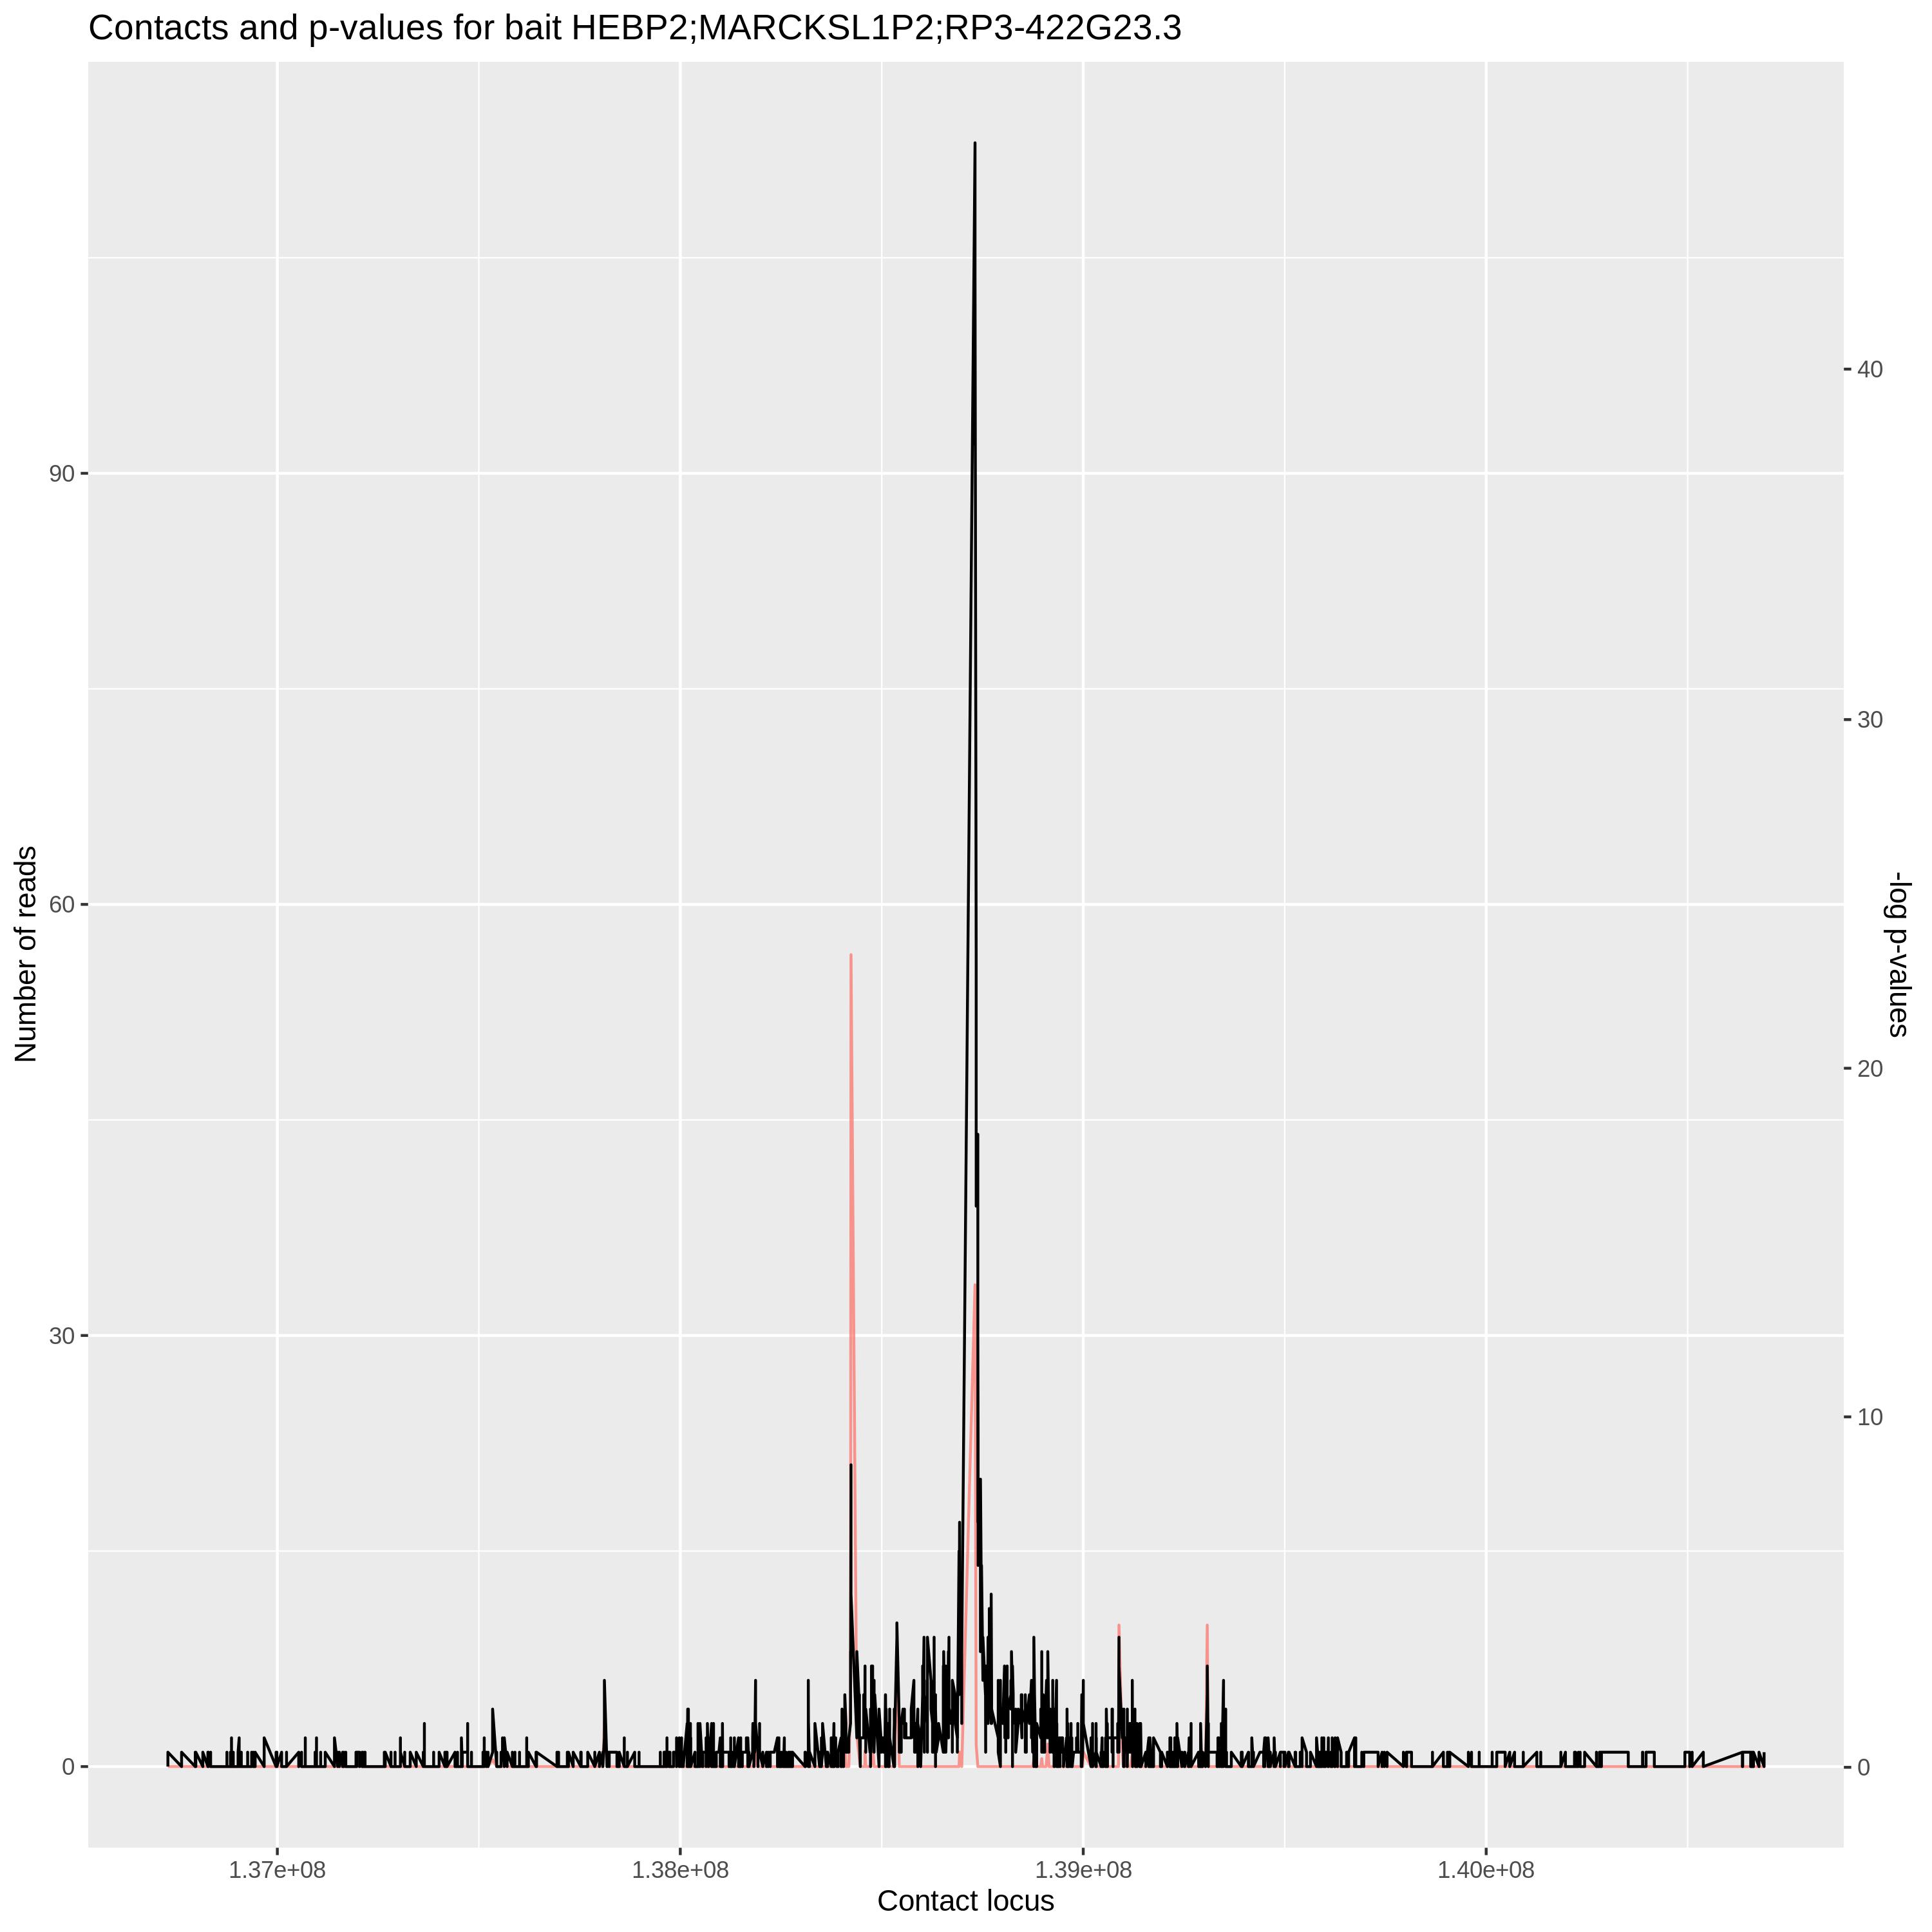 Contacts and p-values for bait HEBP2;MARCKSL1P2;RP3-422G23.3
Number of reads
90
60
30
0
40
30
20
10
0
-log p-values
1.37e+08
1.38e+08
1.39e+08
1.40e+08
Contact locus